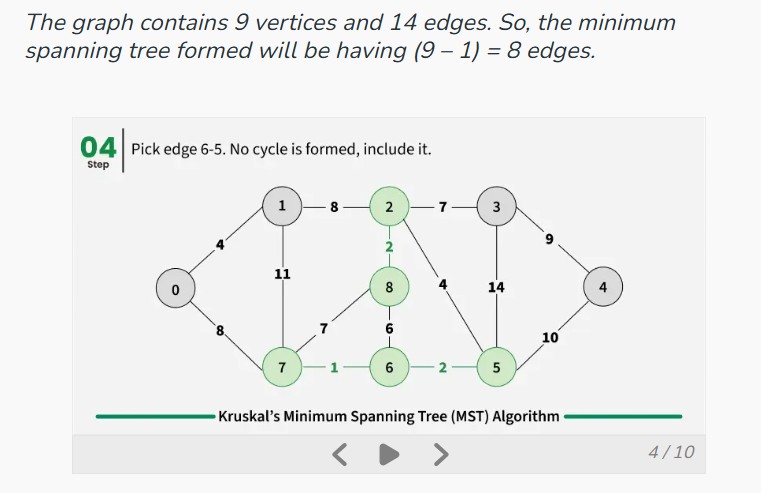 The graph contains 9 vertices and 14 edges. So, the minimum
spanning tree formed will be having (9 – 1) = 8 edges.
04
Step
Pick edge 6-5. No cycle is formed, include it.
1 8 2 7 3
4 2 9
11
0 8 4 14 4
8 7 6 10
7 1 6 2 5
Kruskal's Minimum Spanning Tree (MST) Algorithm
4 / 10